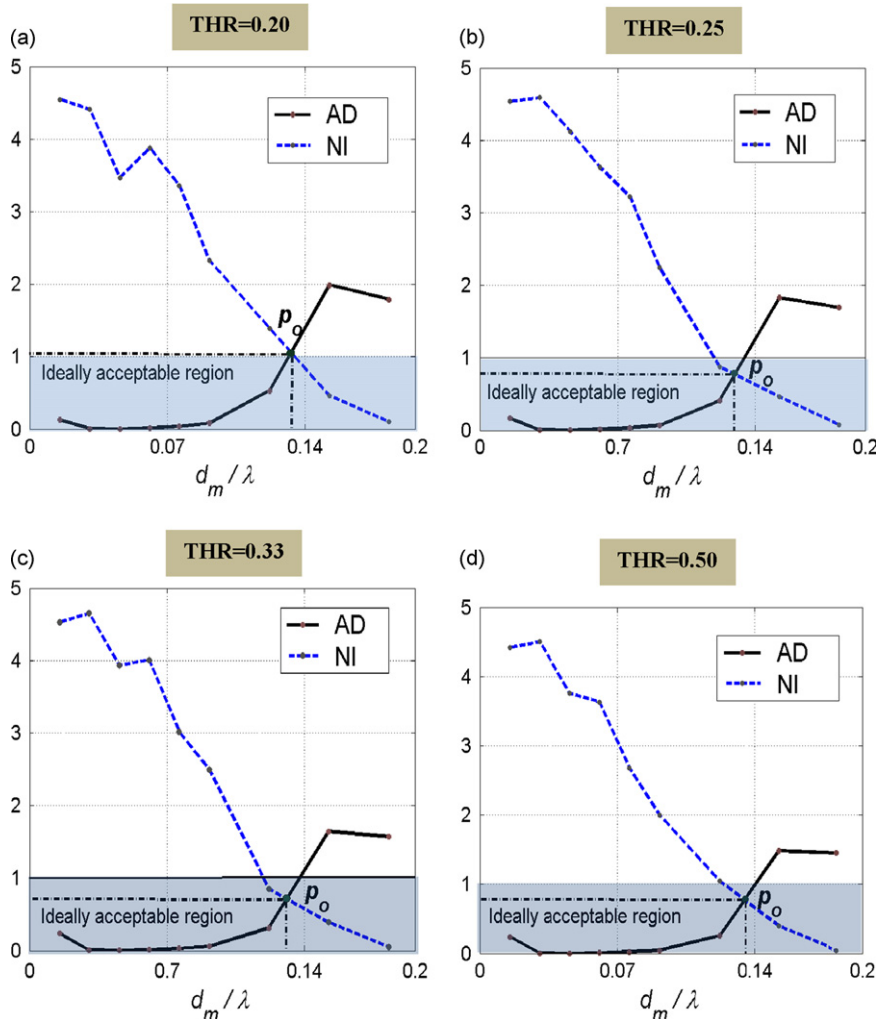 (a)
THR=0.20
5
4
3
2
1
0
AD
NI
p_o
Ideally acceptable region
0 0.07 0.14 0.2
d_m / λ
(b)
THR=0.25
5
4
3
2
1
0
AD
NI
p_o
Ideally acceptable region
0 0.7 0.14 0.2
d_m / λ
(c)
THR=0.33
5
4
3
2
1
0
AD
NI
p_o
Ideally acceptable region
0 0.7 0.14 0.2
d_m / λ
(d)
THR=0.50
5
4
3
2
1
0
AD
NI
p_o
Ideally acceptable region
0 0.07 0.14 0.2
d_m / λ